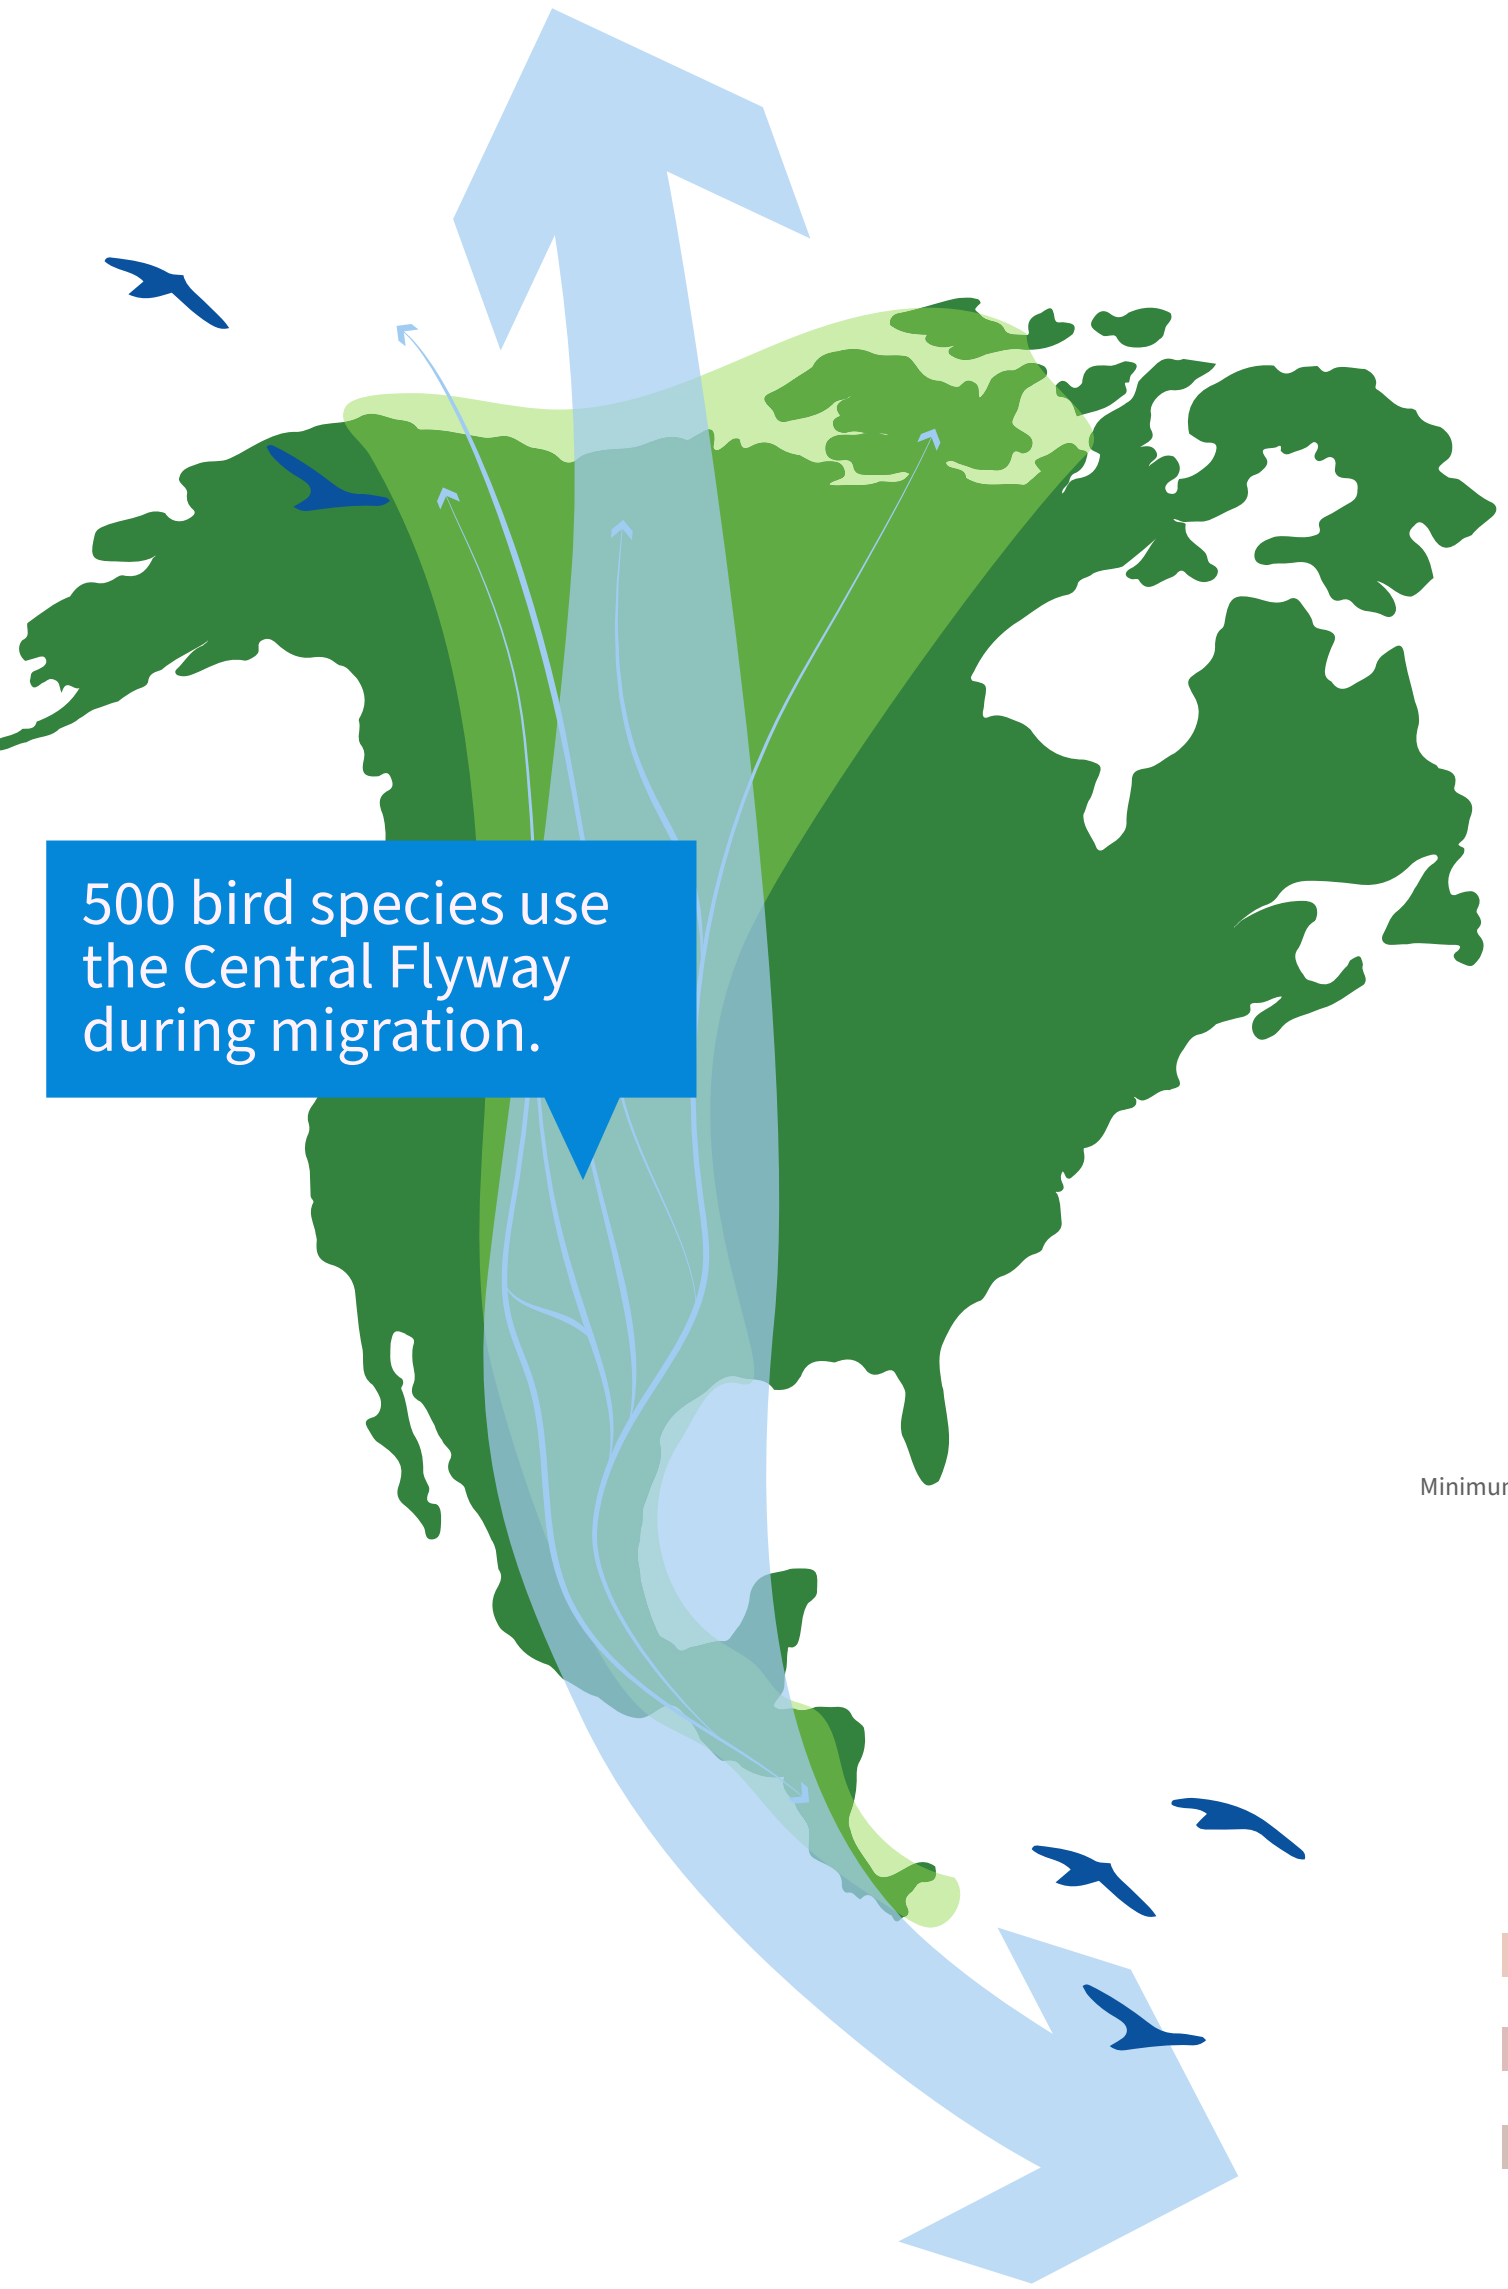 500 bird species use
the Central Flyway
during migration.